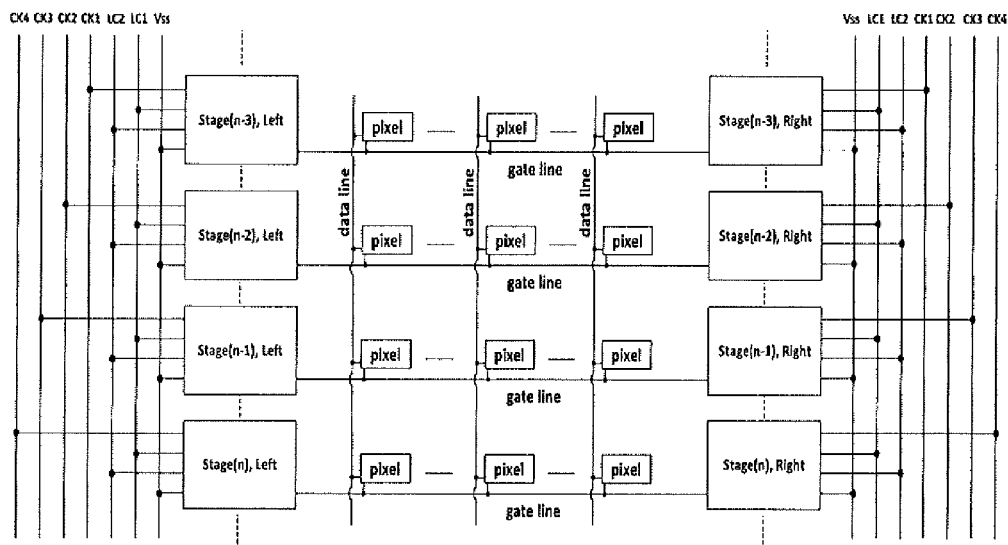 CK4 CK3 CK2 CK1 LC2 LC1 Vss
Vss LC1 LC2 CK1 CK2 CK3 CK4
Stage(n-3), Left
pixel pixel pixel
Stage(n-3), Right
gate line
data line data line data line
Stage(n-2), Left
pixel pixel pixel
Stage(n-2), Right
gate line
Stage(n-1), Left
pixel pixel pixel
Stage(n-1), Right
gate line
Stage(n), Left
pixel pixel pixel
Stage(n), Right
gate line